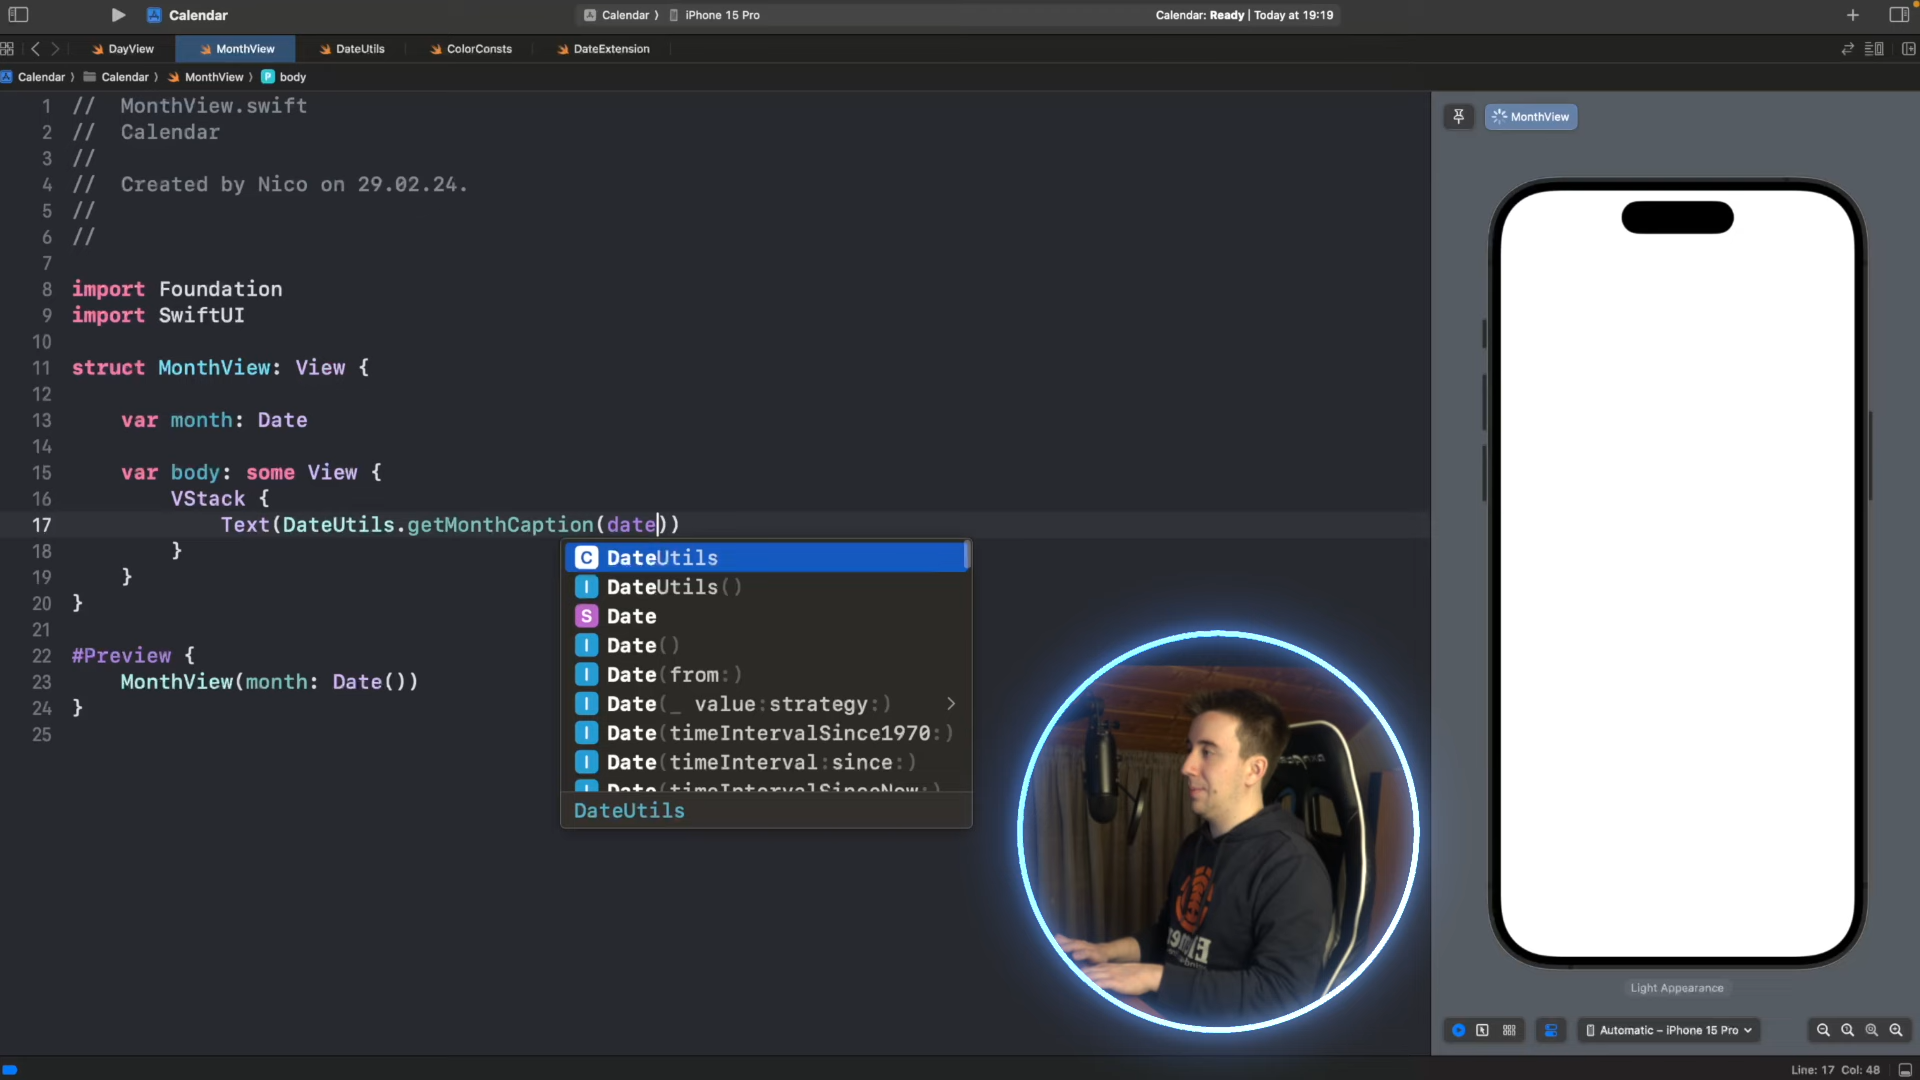 Calendar
Calendar ⟩ iPhone 15 Pro
Calendar: Ready | Today at 19:19
DayView
MonthView
DateUtils
ColorConsts
DateExtension
Calendar ⟩ Calendar ⟩ MonthView ⟩ P body
1 //  MonthView.swift
2 //  Calendar
3 //
4 //  Created by Nico on 29.02.24.
5 //
6 //
7
8 import Foundation
9 import SwiftUI
10
11 struct MonthView: View {
12
13     var month: Date
14
15     var body: some View {
16         VStack {
17             Text(DateUtils.getMonthCaption(date))
18         }
19     }
20 }
21
22 #Preview {
23     MonthView(month: Date())
24 }
25
C DateUtils
I DateUtils()
S Date
I Date()
I Date(from:)
I Date(_ value:strategy:)
I Date(timeIntervalSince1970:)
I Date(timeInterval:since:)
I Date(timeIntervalSinceNow:)
DateUtils
MonthView
Light Appearance
Automatic – iPhone 15 Pro
Line: 17 Col: 48